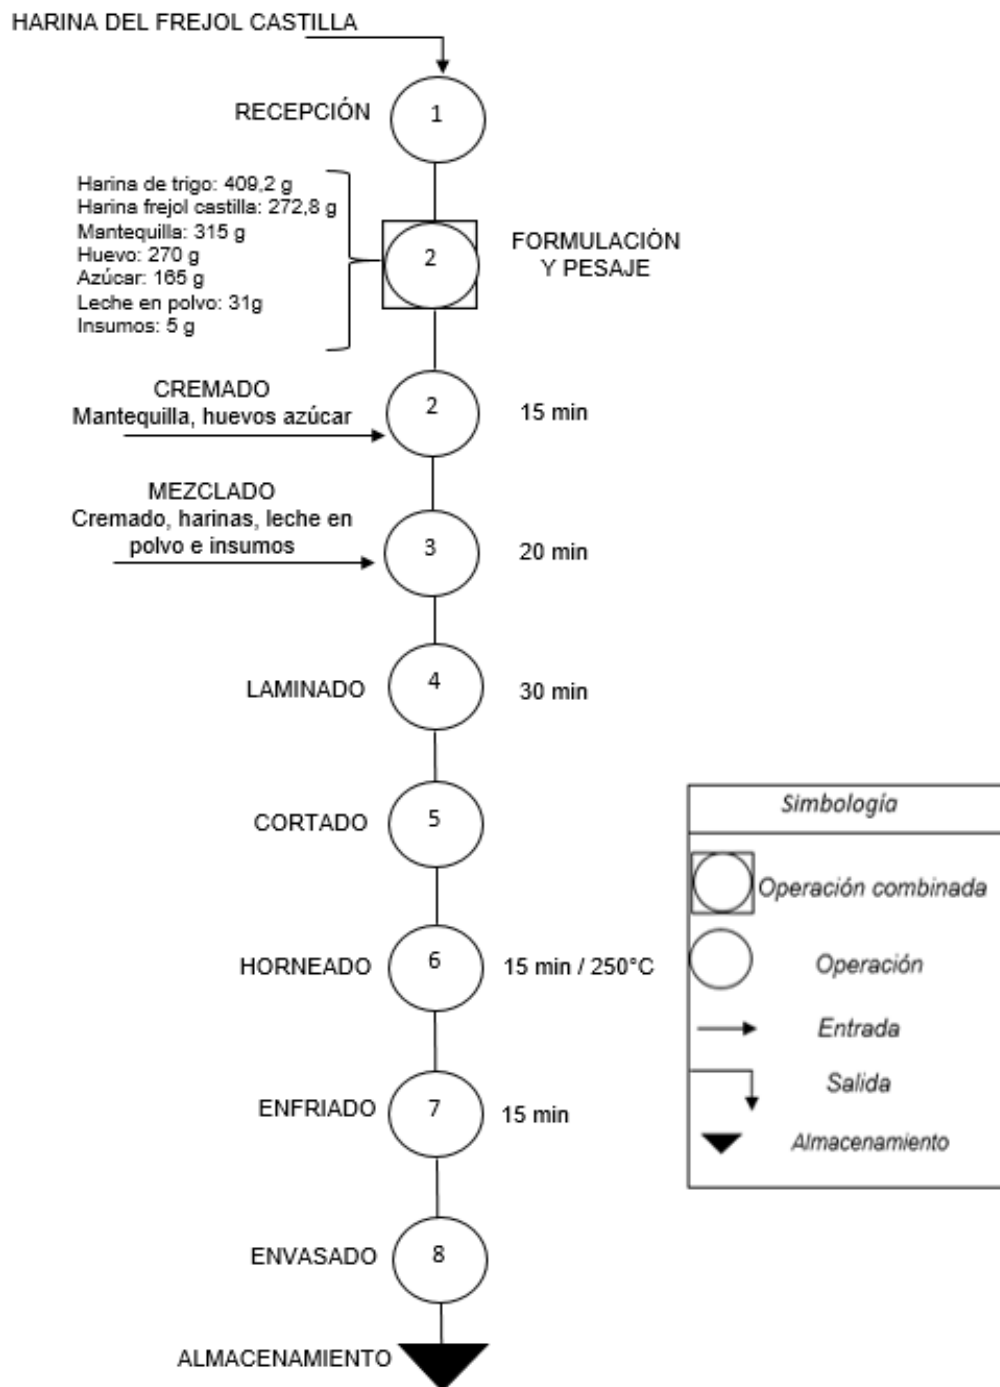 HARINA DEL FREJOL CASTILLA
RECEPCIÓN
1
Harina de trigo: 409,2 g
Harina frejol castilla: 272,8 g
Mantequilla: 315 g
Huevo: 270 g
Azúcar: 165 g
Leche en polvo: 31g
Insumos: 5 g
2
FORMULACIÓN
Y PESAJE
CREMADO
Mantequilla, huevos azúcar
2
15 min
MEZCLADO
Cremado, harinas, leche en
polvo e insumos
3
20 min
LAMINADO
4
30 min
CORTADO
5
HORNEADO
6
15 min / 250°C
ENFRIADO
7
15 min
ENVASADO
8
ALMACENAMIENTO
Simbología
Operación combinada
Operación
Entrada
Salida
Almacenamiento